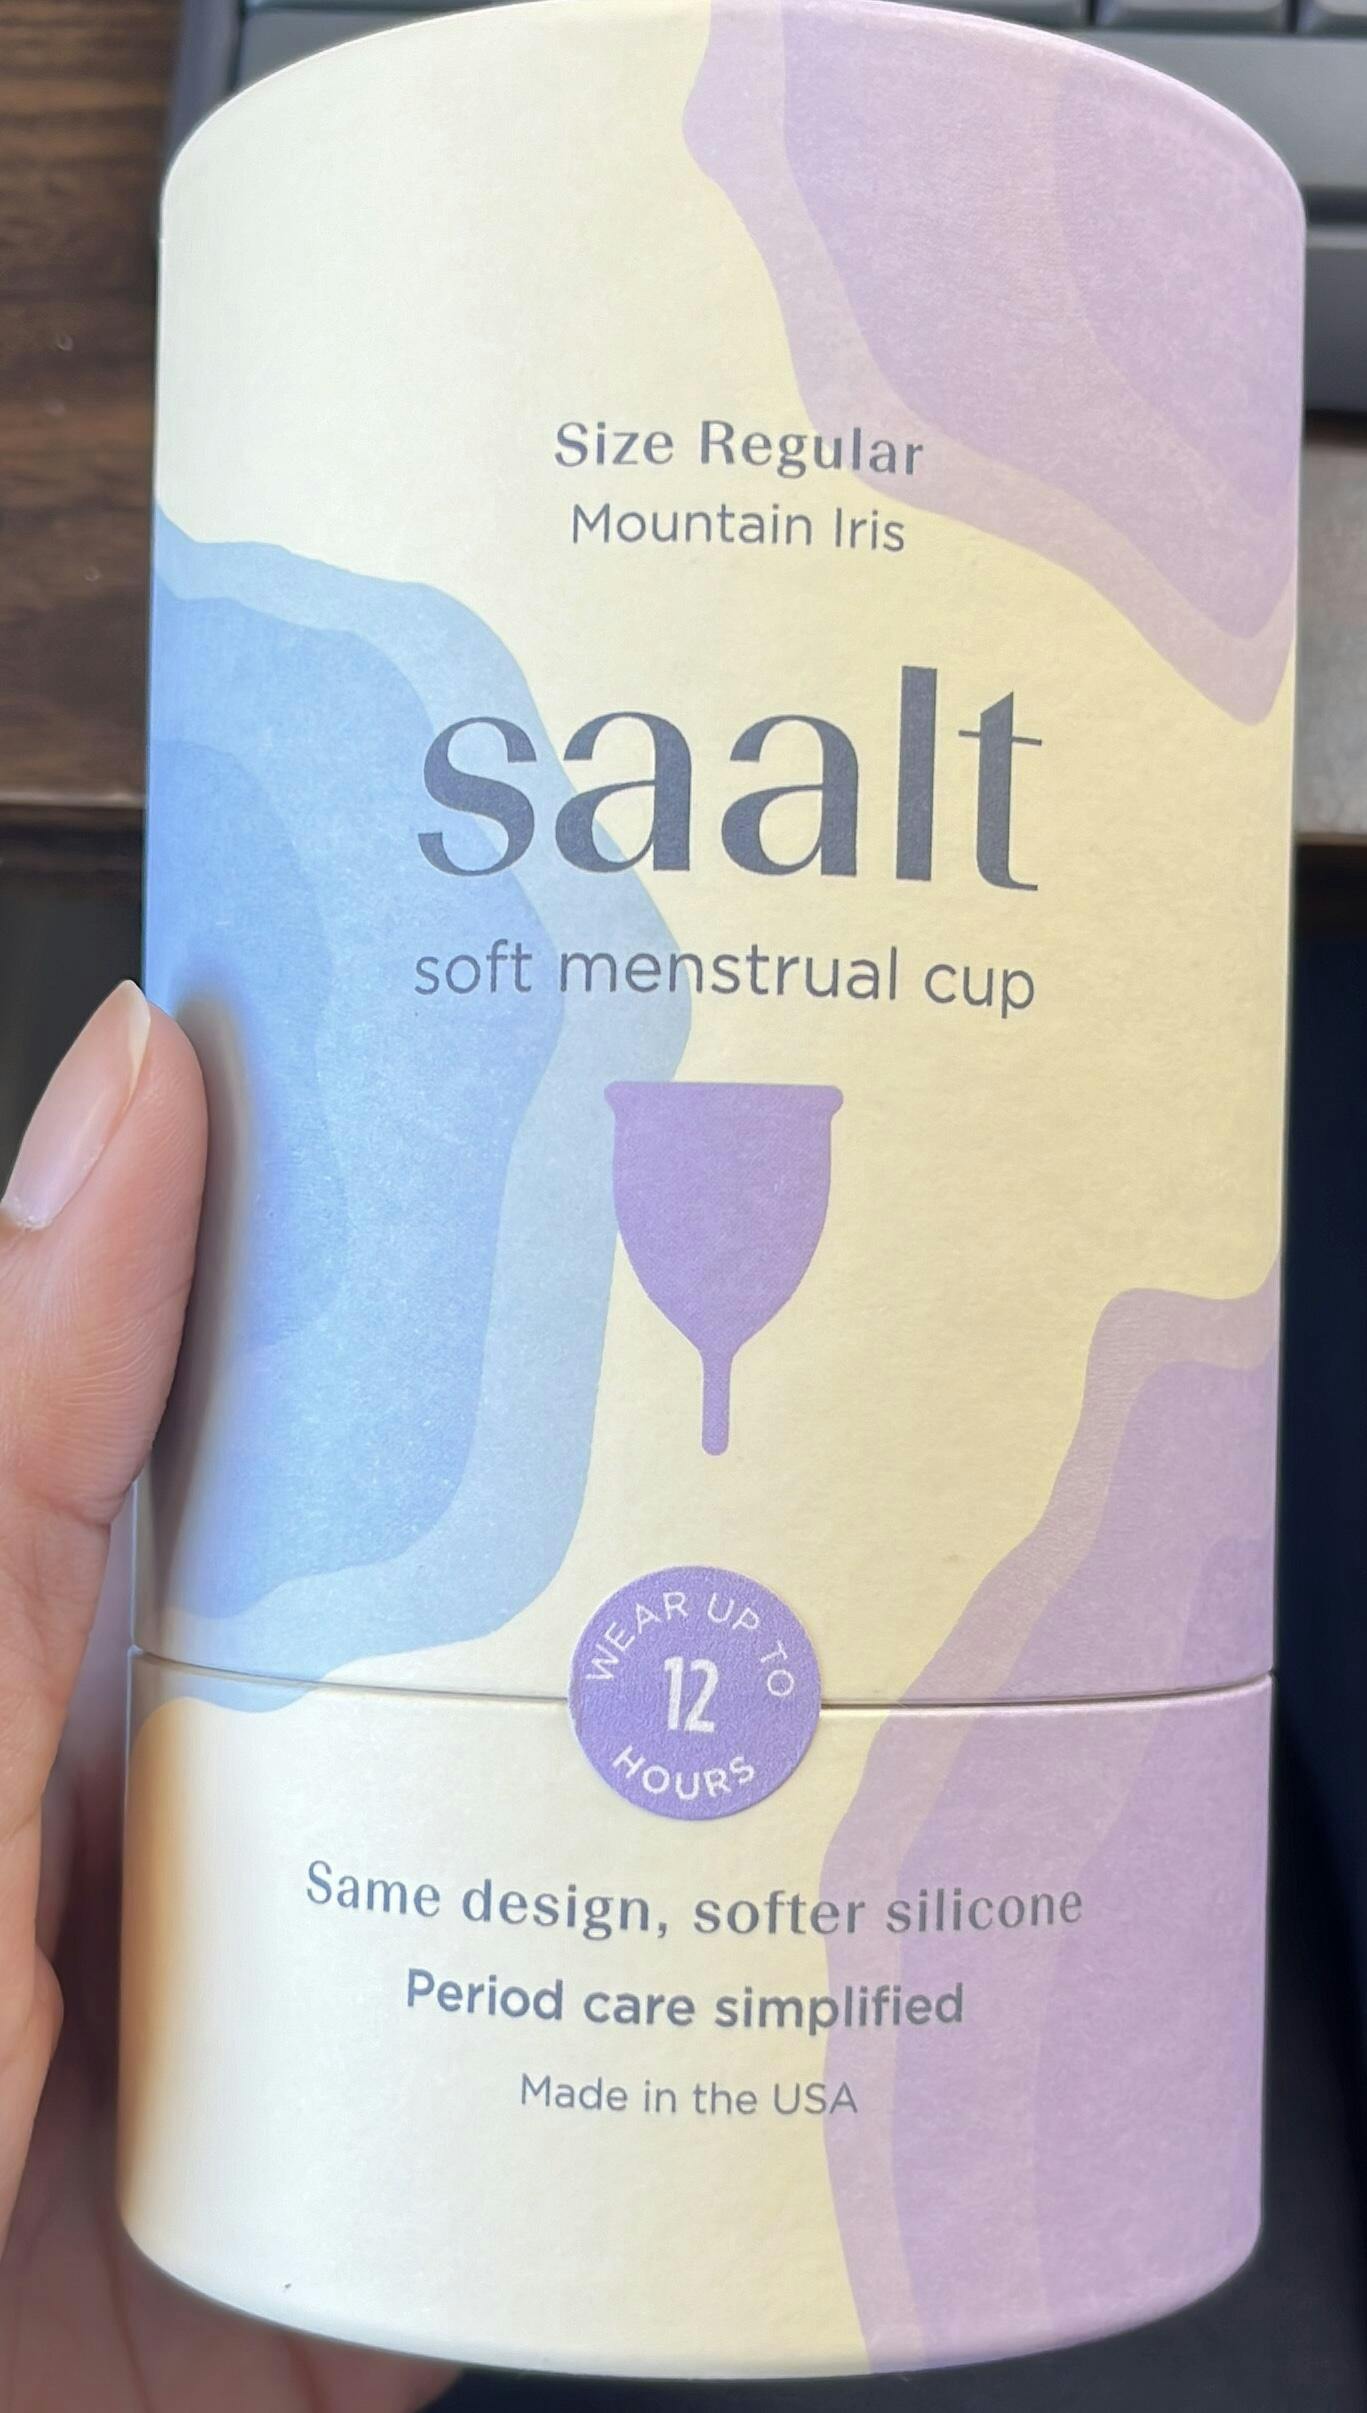 Size Regular
Mountain Iris
saalt
soft menstrual cup
WEAR UP TO
12
HOURS
Same design, softer silicone
Period care simplified
Made in the USA